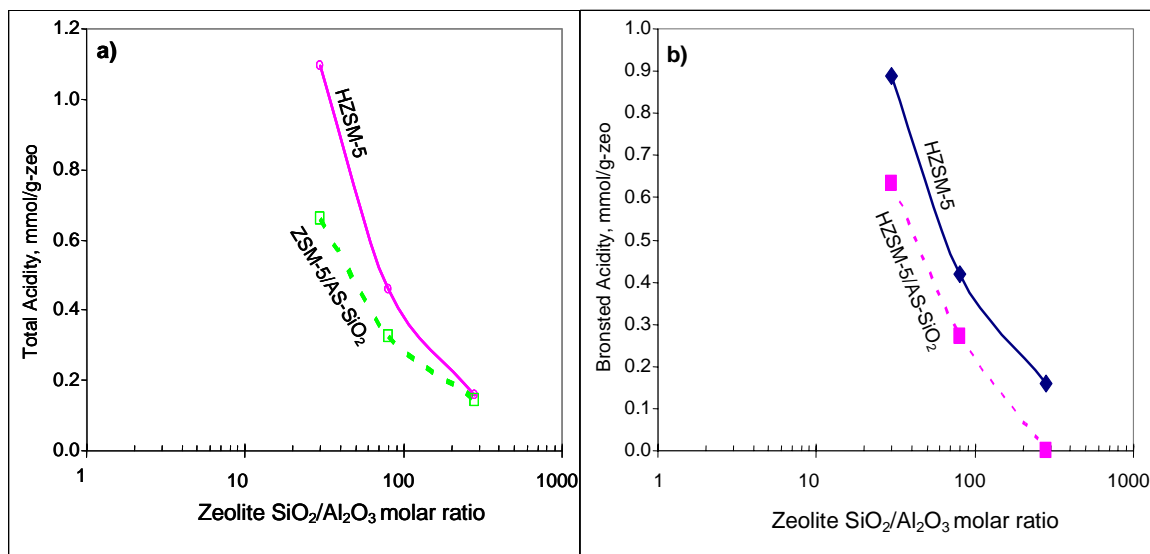 a)
Total Acidity, mmol/g-zeo
1.2
1.0
0.8
0.6
0.4
0.2
0.0
HZSM-5
ZSM-5/AS-SiO₂
1 10 100 1000
Zeolite SiO₂/Al₂O₃ molar ratio
b)
Bronsted Acidity, mmol/g-zeo
1.0
0.9
0.8
0.7
0.6
0.5
0.4
0.3
0.2
0.1
0.0
HZSM-5
HZSM-5/AS-SiO₂
1 10 100 1000
Zeolite SiO₂/Al₂O₃ molar ratio